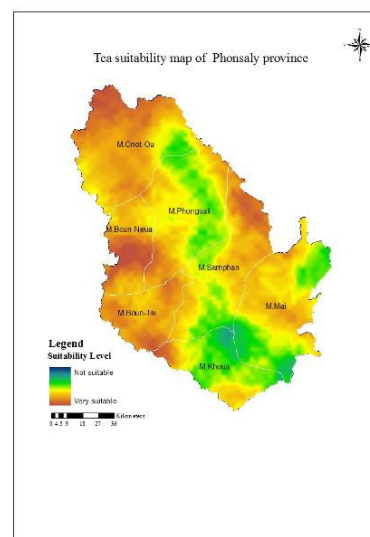 Tea suitability map of Phonsaly province
M.Gnot Ou
M.Phongsali
M.Boun Neua
M.Samphan
M.Mai
M.Boun-Tai
M.Khoua
Legend
Suitability Level
Not suitable
Very suitable
Kilometers
0 4.5 9 18 27 36